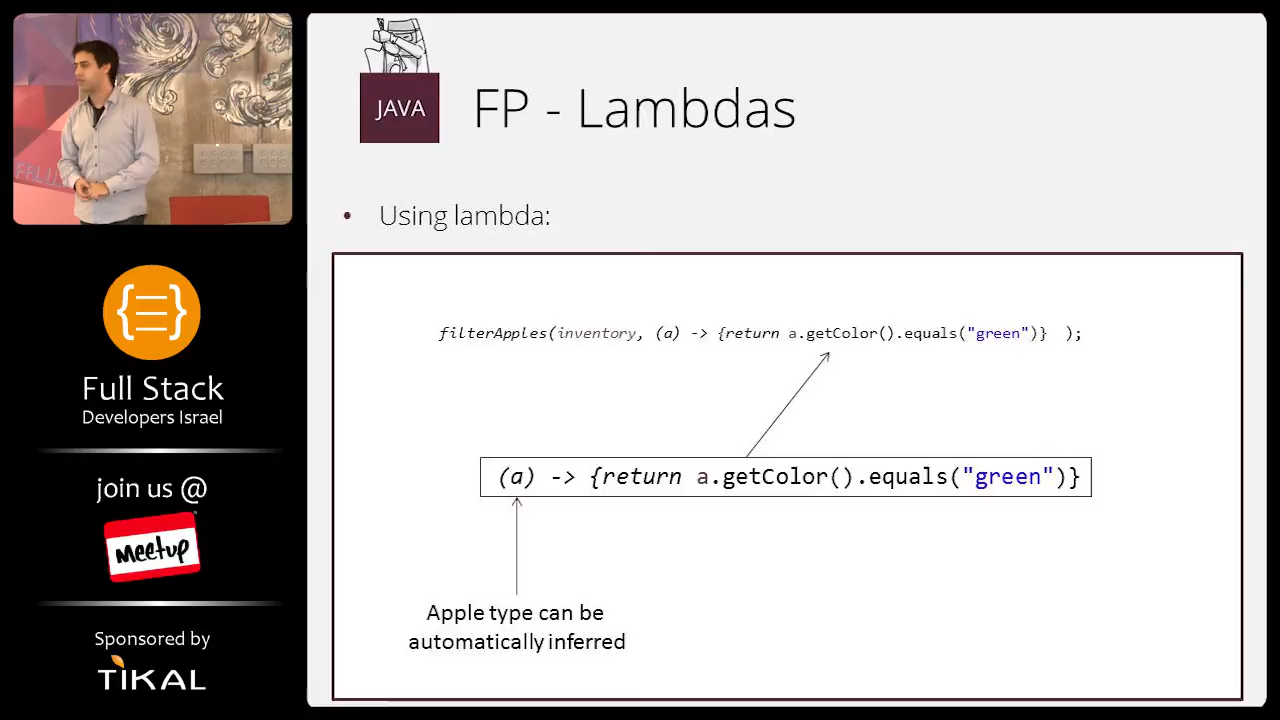 JAVA
FP - Lambdas
• Using lambda:
filterApples(inventory, (a) -> {return a.getColor().equals("green")} );
(a) -> {return a.getColor().equals("green")}
Apple type can be
automatically inferred
{ }
Full Stack
Developers Israel
join us @
Meetup
Sponsored by
TIKAL